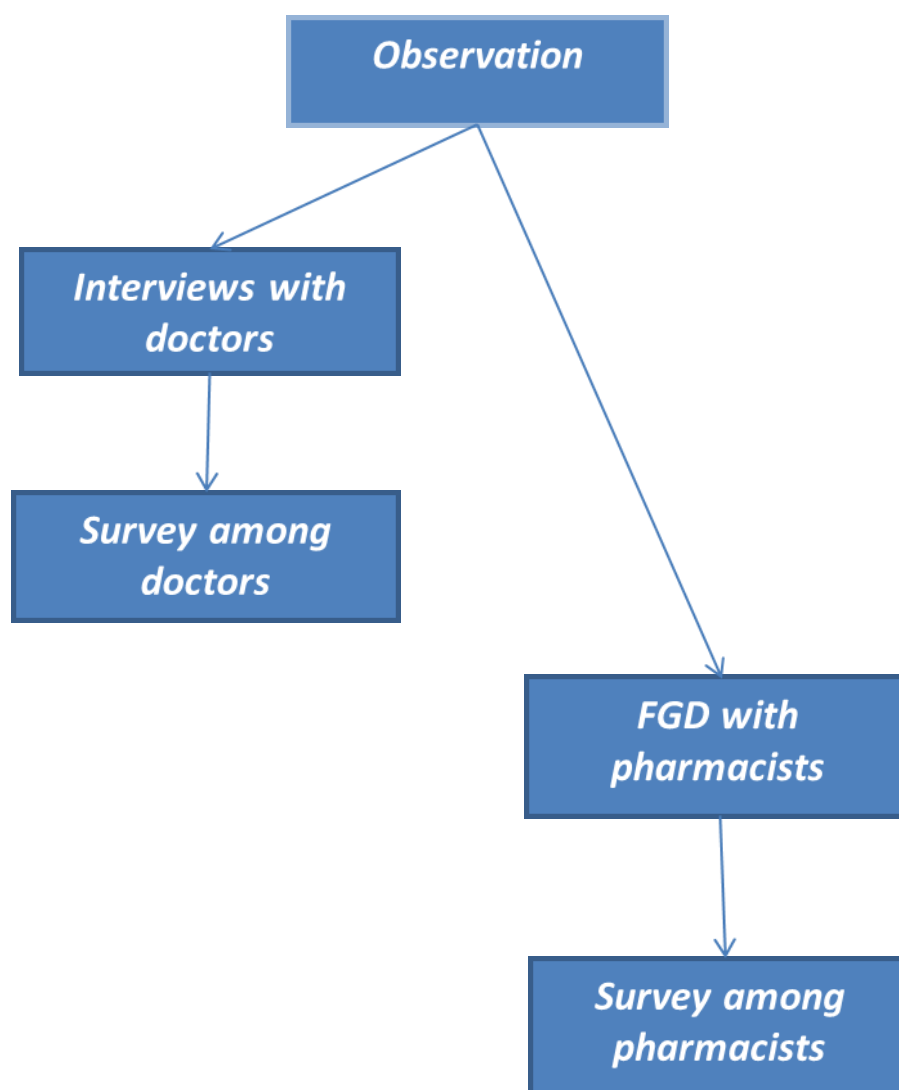 Observation
Interviews with
doctors
Survey among
doctors
FGD with
pharmacists
Survey among
pharmacists